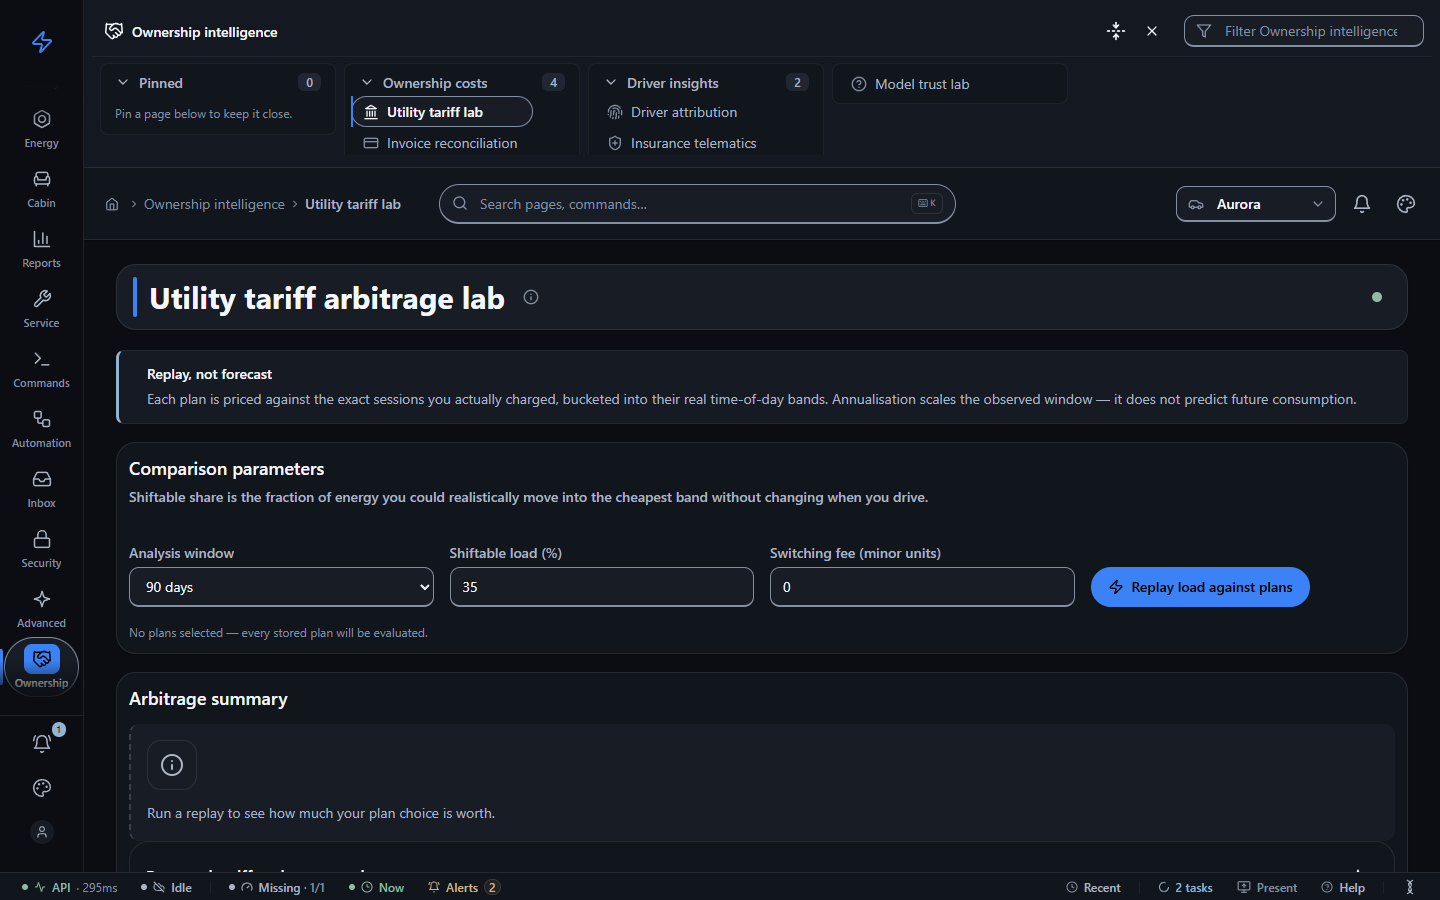 Ownership intelligence
Filter Ownership intelligence
Pinned 0
Pin a page below to keep it close.
Ownership costs 4
Utility tariff lab
Invoice reconciliation
Driver insights 2
Driver attribution
Insurance telematics
Model trust lab
Energy
Cabin
Reports
Service
Commands
Automation
Inbox
Security
Advanced
Ownership
1
Ownership intelligence > Utility tariff lab
Search pages, commands...
K
Aurora
Utility tariff arbitrage lab
Replay, not forecast
Each plan is priced against the exact sessions you actually charged, bucketed into their real time-of-day bands. Annualisation scales the observed window — it does not predict future consumption.
Comparison parameters
Shiftable share is the fraction of energy you could realistically move into the cheapest band without changing when you drive.
Analysis window
90 days
Shiftable load (%)
35
Switching fee (minor units)
0
Replay load against plans
No plans selected — every stored plan will be evaluated.
Arbitrage summary
Run a replay to see how much your plan choice is worth.
API · 295ms
Idle
Missing · 1/1
Now
Alerts 2
Recent
2 tasks
Present
Help